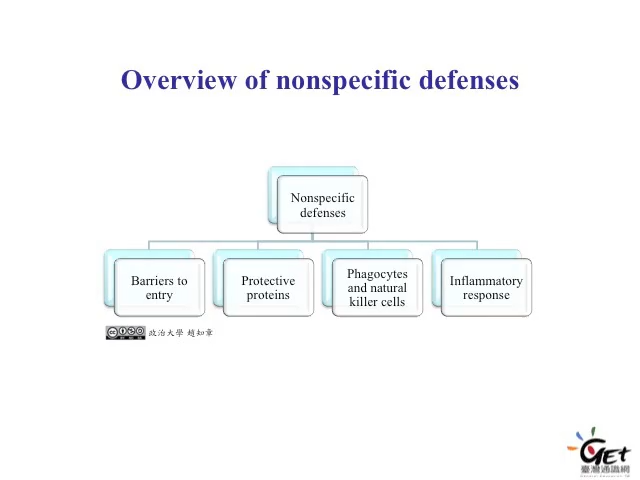 Overview of nonspecific defenses
Nonspecific
defenses
Barriers to
entry
Protective
proteins
Phagocytes
and natural
killer cells
Inflammatory
response
政治大學 趙知章
GET
臺灣通識網